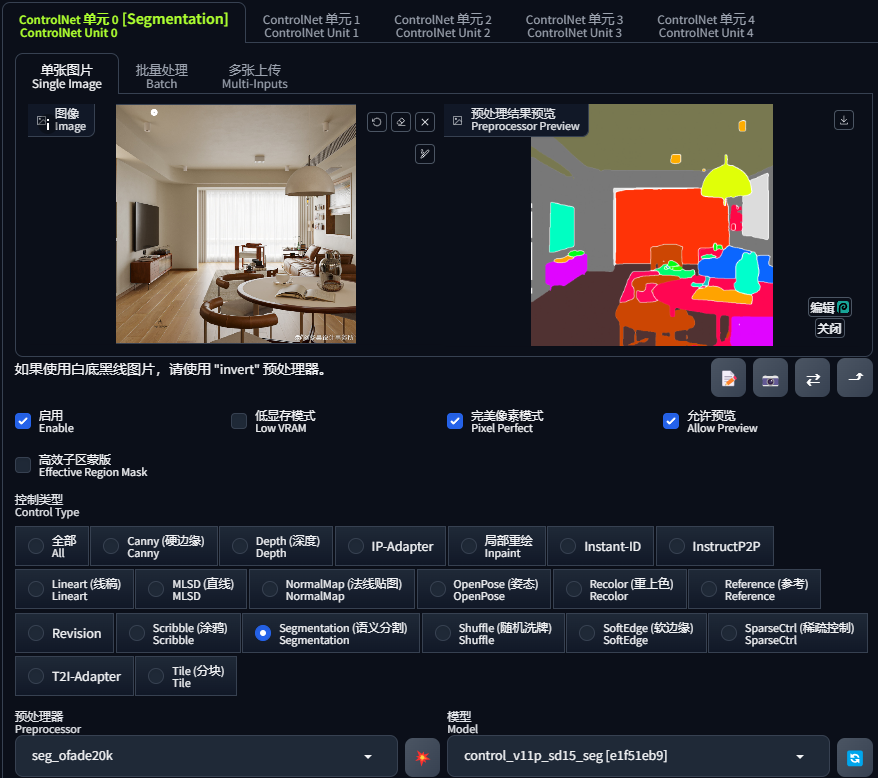 ControlNet 单元 0 [Segmentation]
ControlNet Unit 0
ControlNet 单元 1
ControlNet Unit 1
ControlNet 单元 2
ControlNet Unit 2
ControlNet 单元 3
ControlNet Unit 3
ControlNet 单元 4
ControlNet Unit 4
单张图片
Single Image
批量处理
Batch
多张上传
Multi-Inputs
图像
Image
预处理结果预览
Preprocessor Preview
编辑
关闭
如果使用白底黑线图片，请使用 "invert" 预处理器。
启用
Enable
低显存模式
Low VRAM
完美像素模式
Pixel Perfect
允许预览
Allow Preview
高效子区蒙版
Effective Region Mask
控制类型
Control Type
全部
All
Canny (硬边缘)
Canny
Depth (深度)
Depth
IP-Adapter
局部重绘
Inpaint
Instant-ID
InstructP2P
Lineart (线稿)
Lineart
MLSD (直线)
MLSD
NormalMap (法线贴图)
NormalMap
OpenPose (姿态)
OpenPose
Recolor (重上色)
Recolor
Reference (参考)
Reference
Revision
Scribble (涂鸦)
Scribble
Segmentation (语义分割)
Segmentation
Shuffle (随机洗牌)
Shuffle
SoftEdge (软边缘)
SoftEdge
SparseCtrl (稀疏控制)
SparseCtrl
T2I-Adapter
Tile (分块)
Tile
预处理器
Preprocessor
模型
Model
seg_ofade20k
control_v11p_sd15_seg [e1f51eb9]